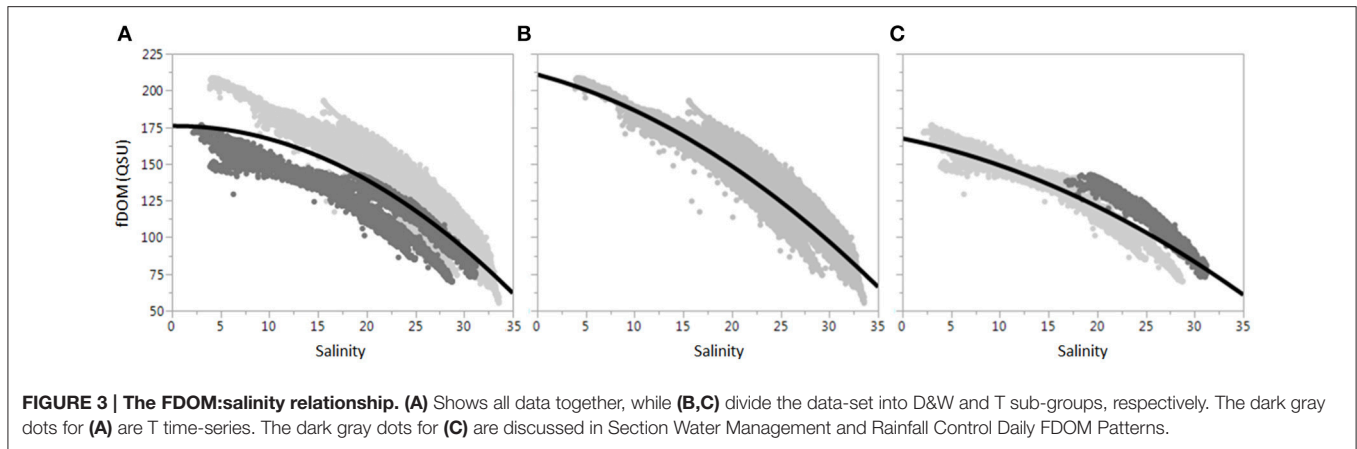 A
B
C
225
200
175
150
125
100
75
50
fDOM (QSU)
0 5 10 15 20 25 30 35
0 5 10 15 20 25 30 35
0 5 10 15 20 25 30 35
Salinity
Salinity
Salinity
FIGURE 3 | The FDOM:salinity relationship. (A) Shows all data together, while (B,C) divide the data-set into D&W and T sub-groups, respectively. The dark gray
dots for (A) are T time-series. The dark gray dots for (C) are discussed in Section Water Management and Rainfall Control Daily FDOM Patterns.